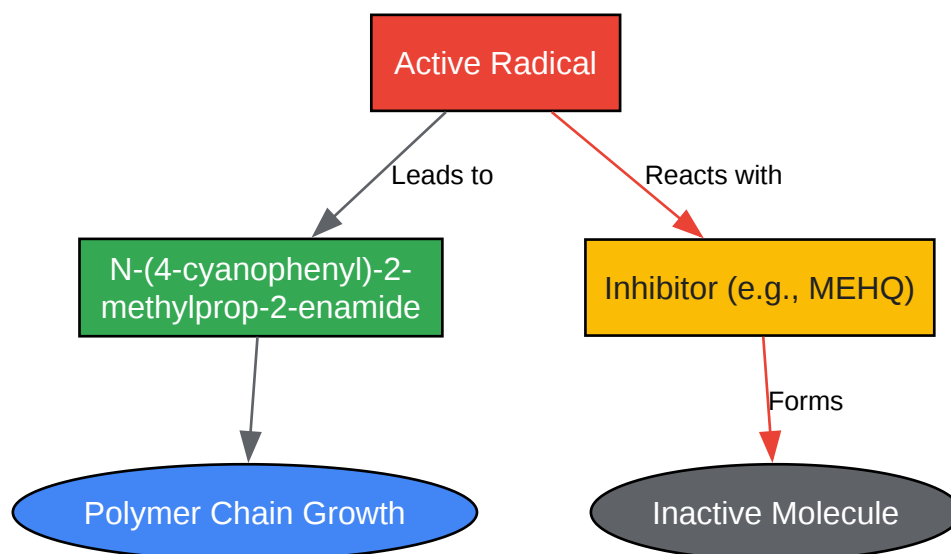 Active Radical
Leads to
Reacts with
N-(4-cyanophenyl)-2-
methylprop-2-enamide
Inhibitor (e.g., MEHQ)
Forms
Polymer Chain Growth
Inactive Molecule